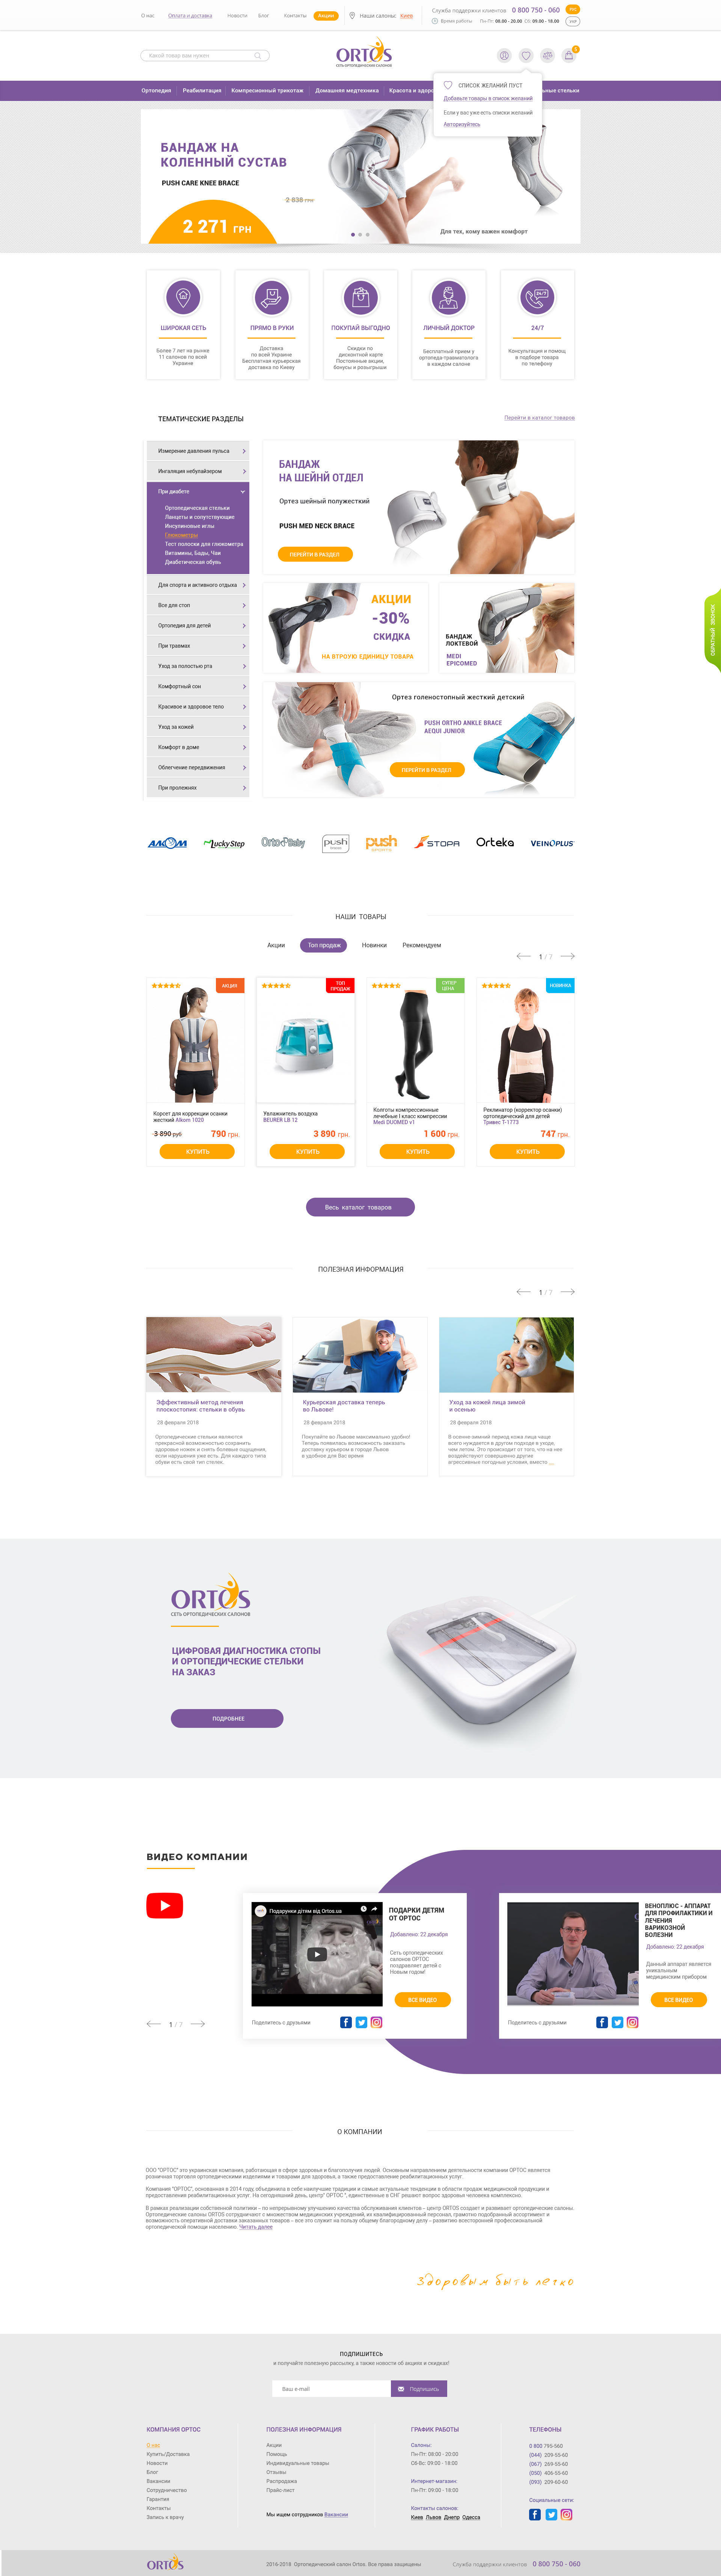 О нас
Оплата и доставка
Новости
Блог
Контакты
Акции
Наши салоны:
Киев
Служба поддержки клиентов 0 800 750 - 060
Время работы Пн-Пт: 08.00 - 20.00 Сб: 09.00 - 18.00
РУС
УКР
Какой товар вам нужен
ORTOS
СЕТЬ ОРТОПЕДИЧЕСКИХ САЛОНОВ
Ортопедия
Реабилитация
Компресионный трикотаж
Домашняя медтехника
Красота и здоро
ьные стельки
СПИСОК ЖЕЛАНИЙ ПУСТ
Добавьте товары в список желаний
Если у вас уже есть списки желаний
Авторизуйтесь
БАНДАЖ НА
КОЛЕННЫЙ СУСТАВ
PUSH CARE KNEE BRACE
2 838 грн
2 271 ГРН
Для тех, кому важен комфорт
ШИРОКАЯ СЕТЬ
Более 7 лет на рынке
11 салонов по всей
Украине
ПРЯМО В РУКИ
Доставка
по всей Украине
Бесплатная курьерская
доставка по Киеву
ПОКУПАЙ ВЫГОДНО
Скидки по
дисконтной карте
Постоянные акции,
бонусы и розыгрыши
ЛИЧНЫЙ ДОКТОР
Бесплатный прием у
ортопеда-травматолога
в каждом салоне
24/7
24/7
Консультация и помощ
в подборе товара
по телефону
ТЕМАТИЧЕСКИЕ РАЗДЕЛЫ
Перейти в каталог товаров
Измерение давления пульса
Ингаляция небулайзером
При диабете
Ортопедическая стельки
Ланцеты и сопутствующие
Инсулиновые иглы
Глюкометры
Тест полоски для глюкометра
Витамины, Бады, Чаи
Диабетическая обувь
Для спорта и активного отдыха
Все для стоп
Ортопедия для детей
При травмах
Уход за полостью рта
Комфортный сон
Красивое и здоровое тело
Уход за кожей
Комфорт в доме
Облегчение передвижения
При пролежнях
БАНДАЖ
НА ШЕЙНЙ ОТДЕЛ
Ортез шейный полужесткий
PUSH MED NECK BRACE
ПЕРЕЙТИ В РАЗДЕЛ
АКЦИИ
-30%
СКИДКА
НА ВТРОУЮ ЕДИНИЦУ ТОВАРА
БАНДАЖ
ЛОКТЕВОЙ
MEDI
EPICOMED
Ортез голеностопный жесткий детский
PUSH ORTHO ANKLE BRACE
AEQUI JUNIOR
ПЕРЕЙТИ В РАЗДЕЛ
АЛКОМ
LuckyStep
Orto Baby
push
braces
push
sports
STOPA
Orteka
VEINOPLUS
НАШИ ТОВАРЫ
Акции
Топ продаж
Новинки
Рекомендуем
1 / 7
АКЦИЯ
Корсет для коррекции осанки
жесткий Alkom 1020
3 890 руб
790 грн.
КУПИТЬ
ТОП
ПРОДАЖ
Увлажнитель воздуха
BEURER LB 12
3 890 грн.
КУПИТЬ
СУПЕР
ЦЕНА
Колготы компрессионные
лечебные I класс компрессии
Medi DUOMED v1
1 600 грн.
КУПИТЬ
НОВИНКА
Реклинатор (корректор осанки)
ортопедический для детей
Тривес Т-1773
747 грн.
КУПИТЬ
Весь каталог товаров
ПОЛЕЗНАЯ ИНФОРМАЦИЯ
1 / 7
Эффективный метод лечения
плоскостопия: стельки в обувь
28 февраля 2018
Ортопедические стельки являются
прекрасной возможностью сохранить
здоровье ножек и снять болевые ощущения,
если нарушения уже есть. Для каждого типа
обуви есть свой тип стелек.
Курьерская доставка теперь
во Львове!
28 февраля 2018
Покупайте во Львове максимально удобно!
Теперь появилась возможность заказать
доставку курьером в городе Львов
в удобное для Вас время
Уход за кожей лица зимой
и осенью
28 февраля 2018
В осенне-зимний период кожа лица чаще
всего нуждается в другом подходе в уходе,
чем летом. Это происходит от того, что на нее
воздействуют совершенно другие
агрессивные погодные условия, вместо ...
ORTOS
СЕТЬ ОРТОПЕДИЧЕСКИХ САЛОНОВ
ЦИФРОВАЯ ДИАГНОСТИКА СТОПЫ
И ОРТОПЕДИЧЕСКИЕ СТЕЛЬКИ
НА ЗАКАЗ
ПОДРОБНЕЕ
ВИДЕО КОМПАНИИ
1 / 7
Подарунки дітям від Ortos.ua
ПОДАРКИ ДЕТЯМ
ОТ ОРТОС
Добавлено: 22 декабря
Сеть ортопедических
салонов ОРТОС
поздравляет детей с
Новым годом!
ВСЕ ВИДЕО
Поделитесь с друзьями
ВЕНОПЛЮС - АППАРАТ
ДЛЯ ПРОФИЛАКТИКИ И
ЛЕЧЕНИЯ
ВАРИКОЗНОЙ
БОЛЕЗНИ
Добавлено: 22 декабря
Данный аппарат является
уникальным
медицинским прибором
ВСЕ ВИДЕО
Поделитесь с друзьями
ОБРАТНЫЙ ЗВОНОК
О КОМПАНИИ
ООО "ОРТОС" это украинская компания, работающая в сфере здоровья и благополучия людей. Основным направлением деятельности компании ОРТОС является
розничная торговля ортопедическими изделиями и товарами для здоровья, а также предоставление реабилитационных услуг.
Компания "ОРТОС", основанная в 2014 году, объединила в себе наилучшие традиции и самые актуальные тенденции в области продаж медицинской продукции и
предоставления реабилитационных услуг. На сегодняшний день, центр" ОРТОС ", единственные в СНГ решают вопрос здоровья человека комплексно.
В рамках реализации собственной политики – по непрерывному улучшению качества обслуживания клиентов – центр ORTOS создает и развивает ортопедические салоны
Ортопедические салоны ORTOS сотрудничают с множеством медицинских учреждений, их квалифицированный персонал, грамотно подобранный ассортимент и
возможность оперативной доставки заказанных товаров – все это служит на пользу общему благородному делу – развитию всесторонней профессиональной
ортопедической помощи населению. Читать далее
Здоровым быть легко
ПОДПИШИТЕСЬ
и получайте полезную рассылку, а также новости об акциях и скидках!
Ваш e-mail
Подпишись
КОМПАНИЯ ОРТОС
О нас
Купить/Доставка
Новости
Блог
Вакансии
Сотрудничество
Гарантия
Контакты
Запись к врачу
ПОЛЕЗНАЯ ИНФОРМАЦИЯ
Акции
Помощь
Индивидуальные товары
Отзывы
Распродажа
Прайс-лист
Мы ищем сотрудников Вакансии
ГРАФИК РАБОТЫ
Салоны:
Пн-Пт: 08:00 - 20:00
Сб-Вс: 09:00 - 18:00
Интернет-магазин:
Пн-Пт: 09.00 - 18:00
Контакты салонов:
Киев Львов Днепр Одесса
ТЕЛЕФОНЫ
0 800 795-560
(044) 209-55-60
(067) 269-55-60
(050) 406-55-60
(093) 209-60-60
Социальные сети:
ORTOS
2016-2018 Ортопедический салон Ortos. Все права защищены
Служба поддержки клиентов 0 800 750 - 060